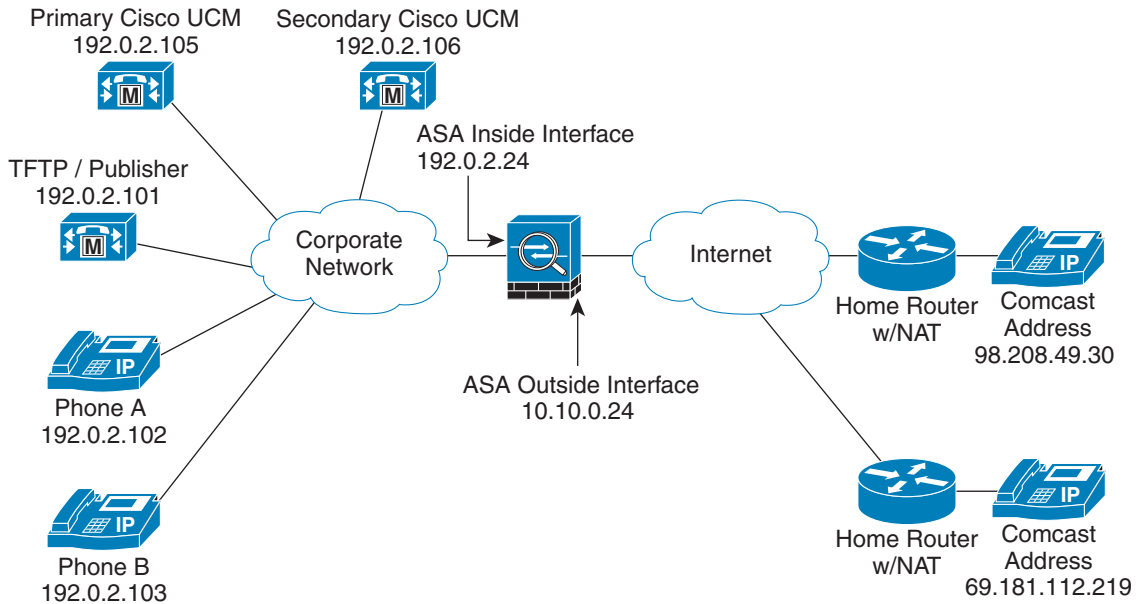 Primary Cisco UCM
192.0.2.105
Secondary Cisco UCM
192.0.2.106
M
M
ASA Inside Interface
192.0.2.24
TFTP / Publisher
192.0.2.101
M
Corporate
Network
Internet
IP
Home Router
w/NAT
Comcast
Address
98.208.49.30
IP
Phone A
192.0.2.102
ASA Outside Interface
10.10.0.24
IP
Phone B
192.0.2.103
IP
Home Router
w/NAT
Comcast
Address
69.181.112.219